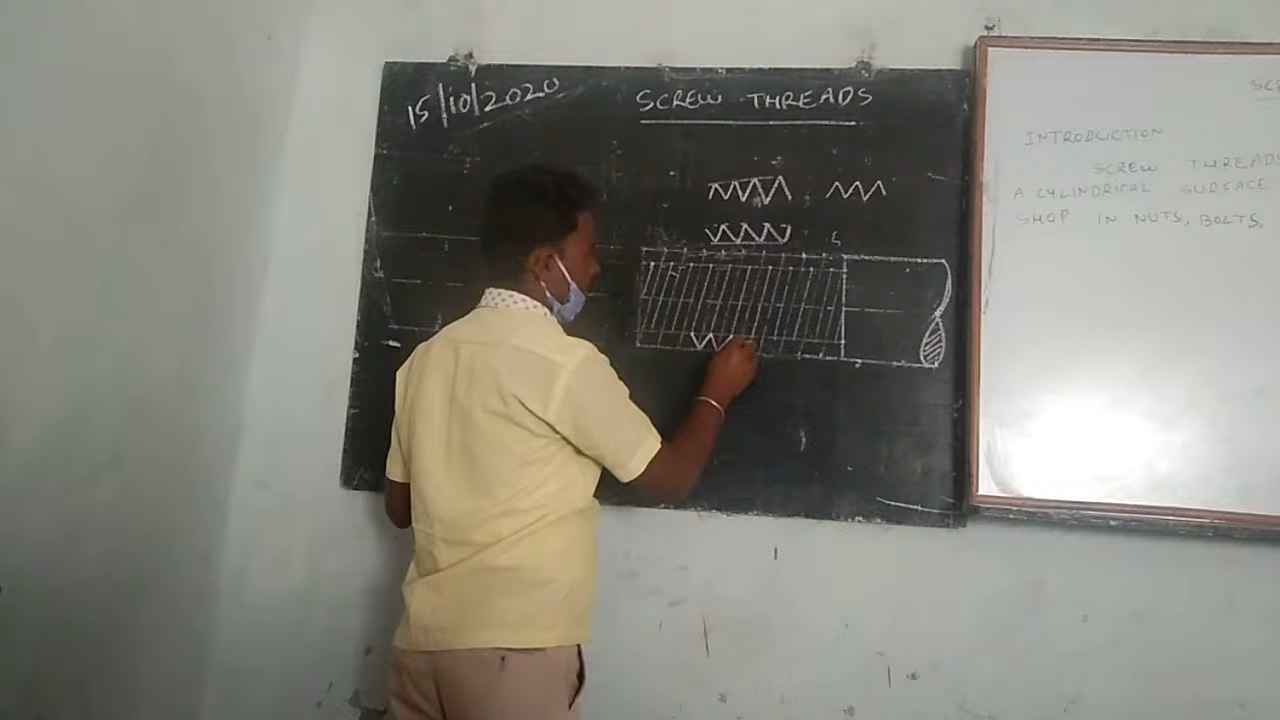 15/10/2020
SCREW THREADS
INTRODUCTION
SCREW THREADS
A CYLINDRICAL SURFACE
SHOP IN NUTS, BOLTS,